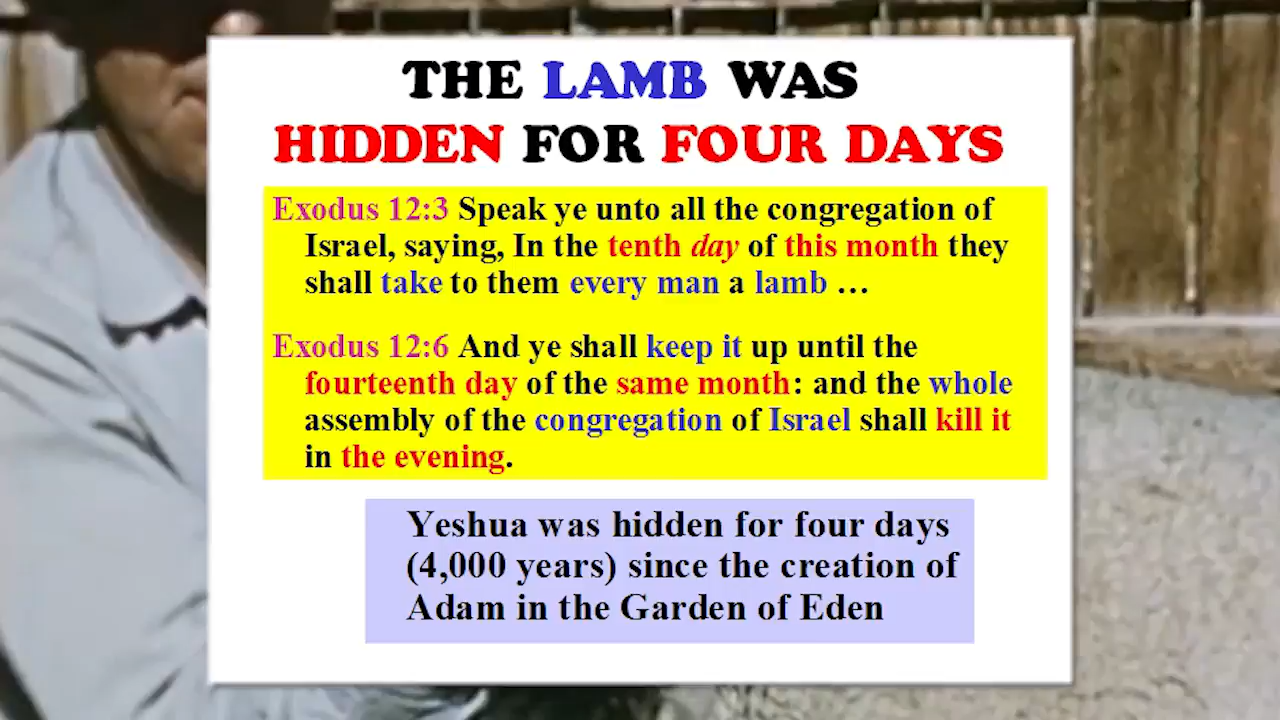 THE LAMB WAS
HIDDEN FOR FOUR DAYS
Exodus 12:3 Speak ye unto all the congregation of
Israel, saying, In the tenth day of this month they
shall take to them every man a lamb …
Exodus 12:6 And ye shall keep it up until the
fourteenth day of the same month: and the whole
assembly of the congregation of Israel shall kill it
in the evening.
Yeshua was hidden for four days
(4,000 years) since the creation of
Adam in the Garden of Eden